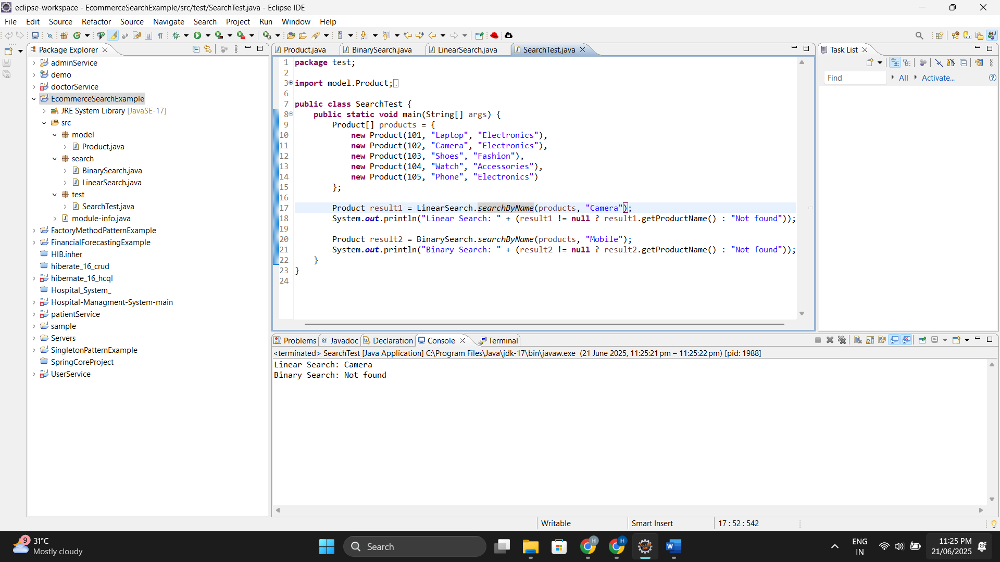 eclipse-workspace - EcommerceSearchExample/src/test/SearchTest.java - Eclipse IDE
File Edit Source Refactor Source Navigate Search Project Run Window Help
Package Explorer
adminService
demo
doctorService
EcommerceSearchExample
JRE System Library [JavaSE-17]
src
model
Product.java
search
BinarySearch.java
LinearSearch.java
test
SearchTest.java
module-info.java
FactoryMethodPatternExample
FinancialForecastingExample
HIB.inher
hiberate_16_crud
hibernate_16_hcql
Hospital_System_
Hospital-Managment-System-main
patientService
sample
Servers
SingletonPatternExample
SpringCoreProject
UserService
Product.java BinarySearch.java LinearSearch.java SearchTest.java
1 package test;
2
3 import model.Product;
6
7 public class SearchTest {
8 public static void main(String[] args) {
9 Product[] products = {
10 new Product(101, "Laptop", "Electronics"),
11 new Product(102, "Camera", "Electronics"),
12 new Product(103, "Shoes", "Fashion"),
13 new Product(104, "Watch", "Accessories"),
14 new Product(105, "Phone", "Electronics")
15 };
16
17 Product result1 = LinearSearch.searchByName(products, "Camera");
18 System.out.println("Linear Search: " + (result1 != null ? result1.getProductName() : "Not found"));
19
20 Product result2 = BinarySearch.searchByName(products, "Mobile");
21 System.out.println("Binary Search: " + (result2 != null ? result2.getProductName() : "Not found"));
22 }
23 }
24
Task List
Find All Activate...
Problems Javadoc Declaration Console Terminal
<terminated> SearchTest [Java Application] C:\Program Files\Java\jdk-17\bin\javaw.exe (21 June 2025, 11:25:21 pm – 11:25:22 pm) [pid: 1988]
Linear Search: Camera
Binary Search: Not found
Writable Smart Insert 17 : 52 : 542
9
31°C
Mostly cloudy
Search
ENG
IN
11:25 PM
21/06/2025